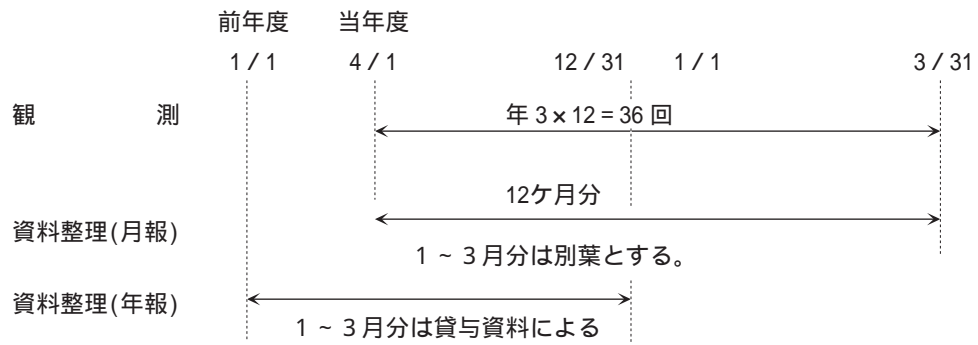 前年度 当年度
1 / 1 4 / 1 12 / 31 1 / 1 3 / 31
観 測 年 3 × 12 = 36 回
12ケ月分
資料整理(月報)
1 ~ 3 月分は別葉とする。
資料整理(年報)
1 ~ 3 月分は貸与資料による